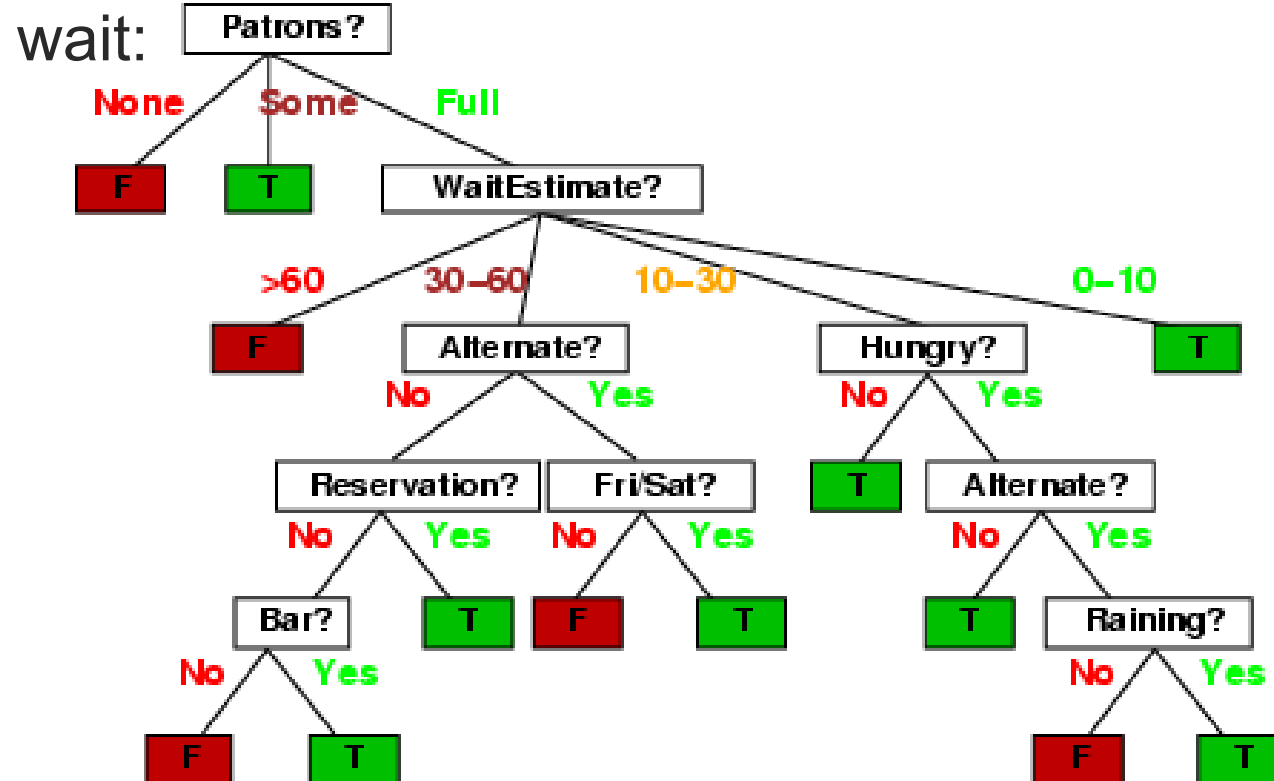 wait: Patrons?
None Some Full
F T WaitEstimate?
>60 30–60 10–30 0–10
F Alternate? Hungry? T
No Yes No Yes
Reservation? Fri/Sat? T Alternate?
No Yes No Yes No Yes
Bar? T F T T Raining?
No Yes No Yes
F T F T